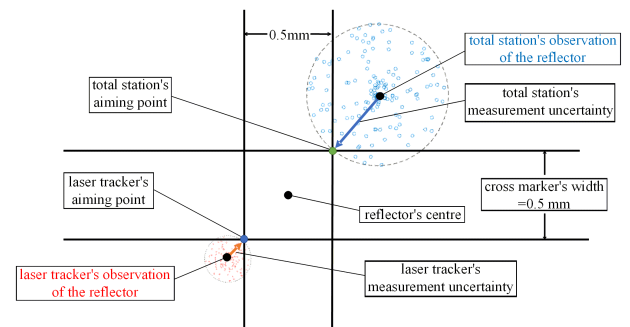 0.5mm
total station's observation
of the reflector
total station's
aiming point
total station's
measurement uncertainty
laser tracker's
aiming point
cross marker's width
=0.5 mm
reflector's centre
laser tracker's observation
of the reflector
laser tracker's
measurement uncertainty